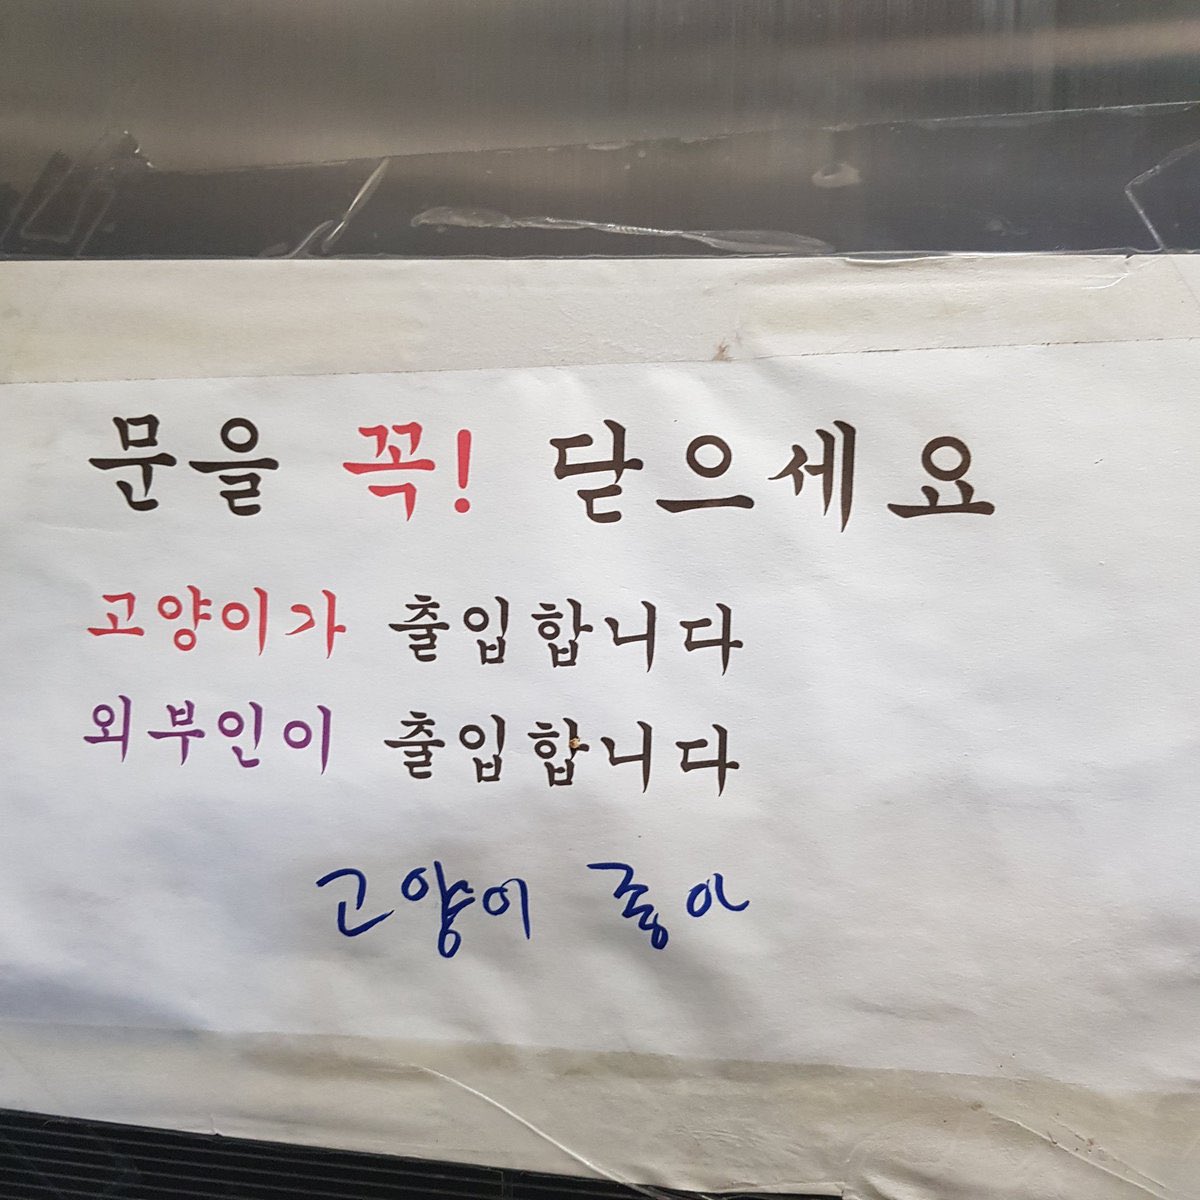 문을 꼭! 닫으세요
고양이가 출입합니다
외부인이 출입합니다
고양이 좋아